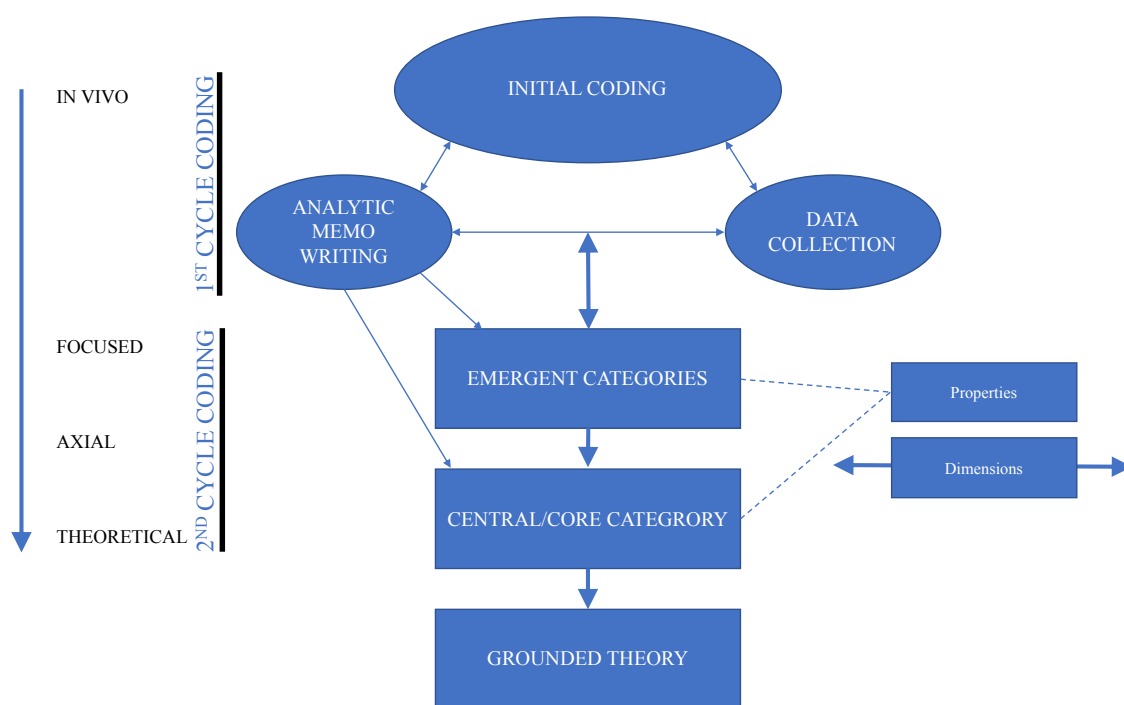 INITIAL CODING
IN VIVO
1ST CYCLE CODING
ANALYTIC
MEMO
WRITING
DATA
COLLECTION
FOCUSED
2ND CYCLE CODING
EMERGENT CATEGORIES
Properties
AXIAL
Dimensions
CENTRAL/CORE CATEGRORY
THEORETICAL
GROUNDED THEORY